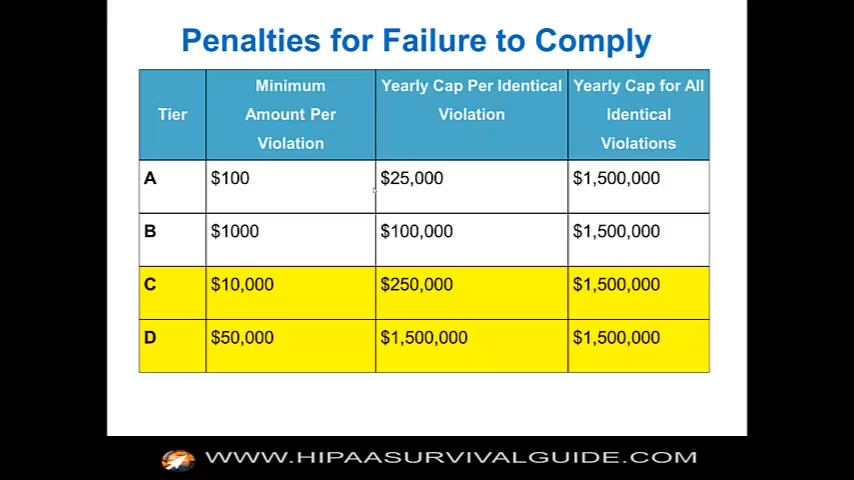 Penalties for Failure to Comply
Tier
Minimum
Amount Per
Violation
Yearly Cap Per Identical
Violation
Yearly Cap for All
Identical
Violations
A $100 $25,000 $1,500,000
B $1000 $100,000 $1,500,000
C $10,000 $250,000 $1,500,000
D $50,000 $1,500,000 $1,500,000
WWW.HIPAASURVIVALGUIDE.COM